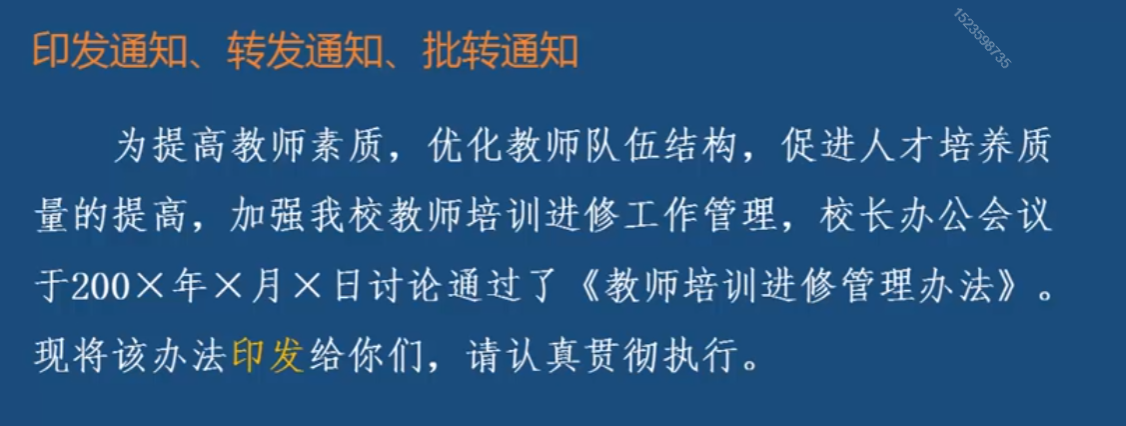 印发通知、转发通知、批转通知
1523598735
为提高教师素质，优化教师队伍结构，促进人才培养质
量的提高，加强我校教师培训进修工作管理，校长办公会议
于200×年×月×日讨论通过了《教师培训进修管理办法》。
现将该办法印发给你们，请认真贯彻执行。